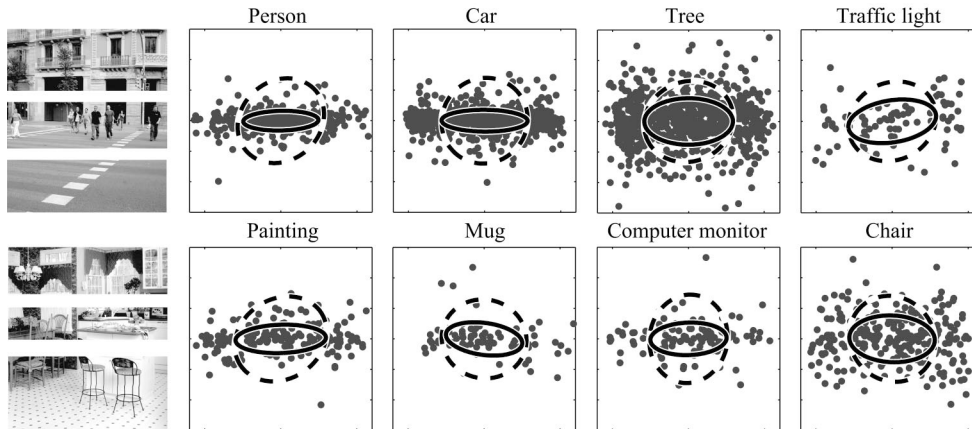 Person
Car
Tree
Traffic light
Painting
Mug
Computer monitor
Chair